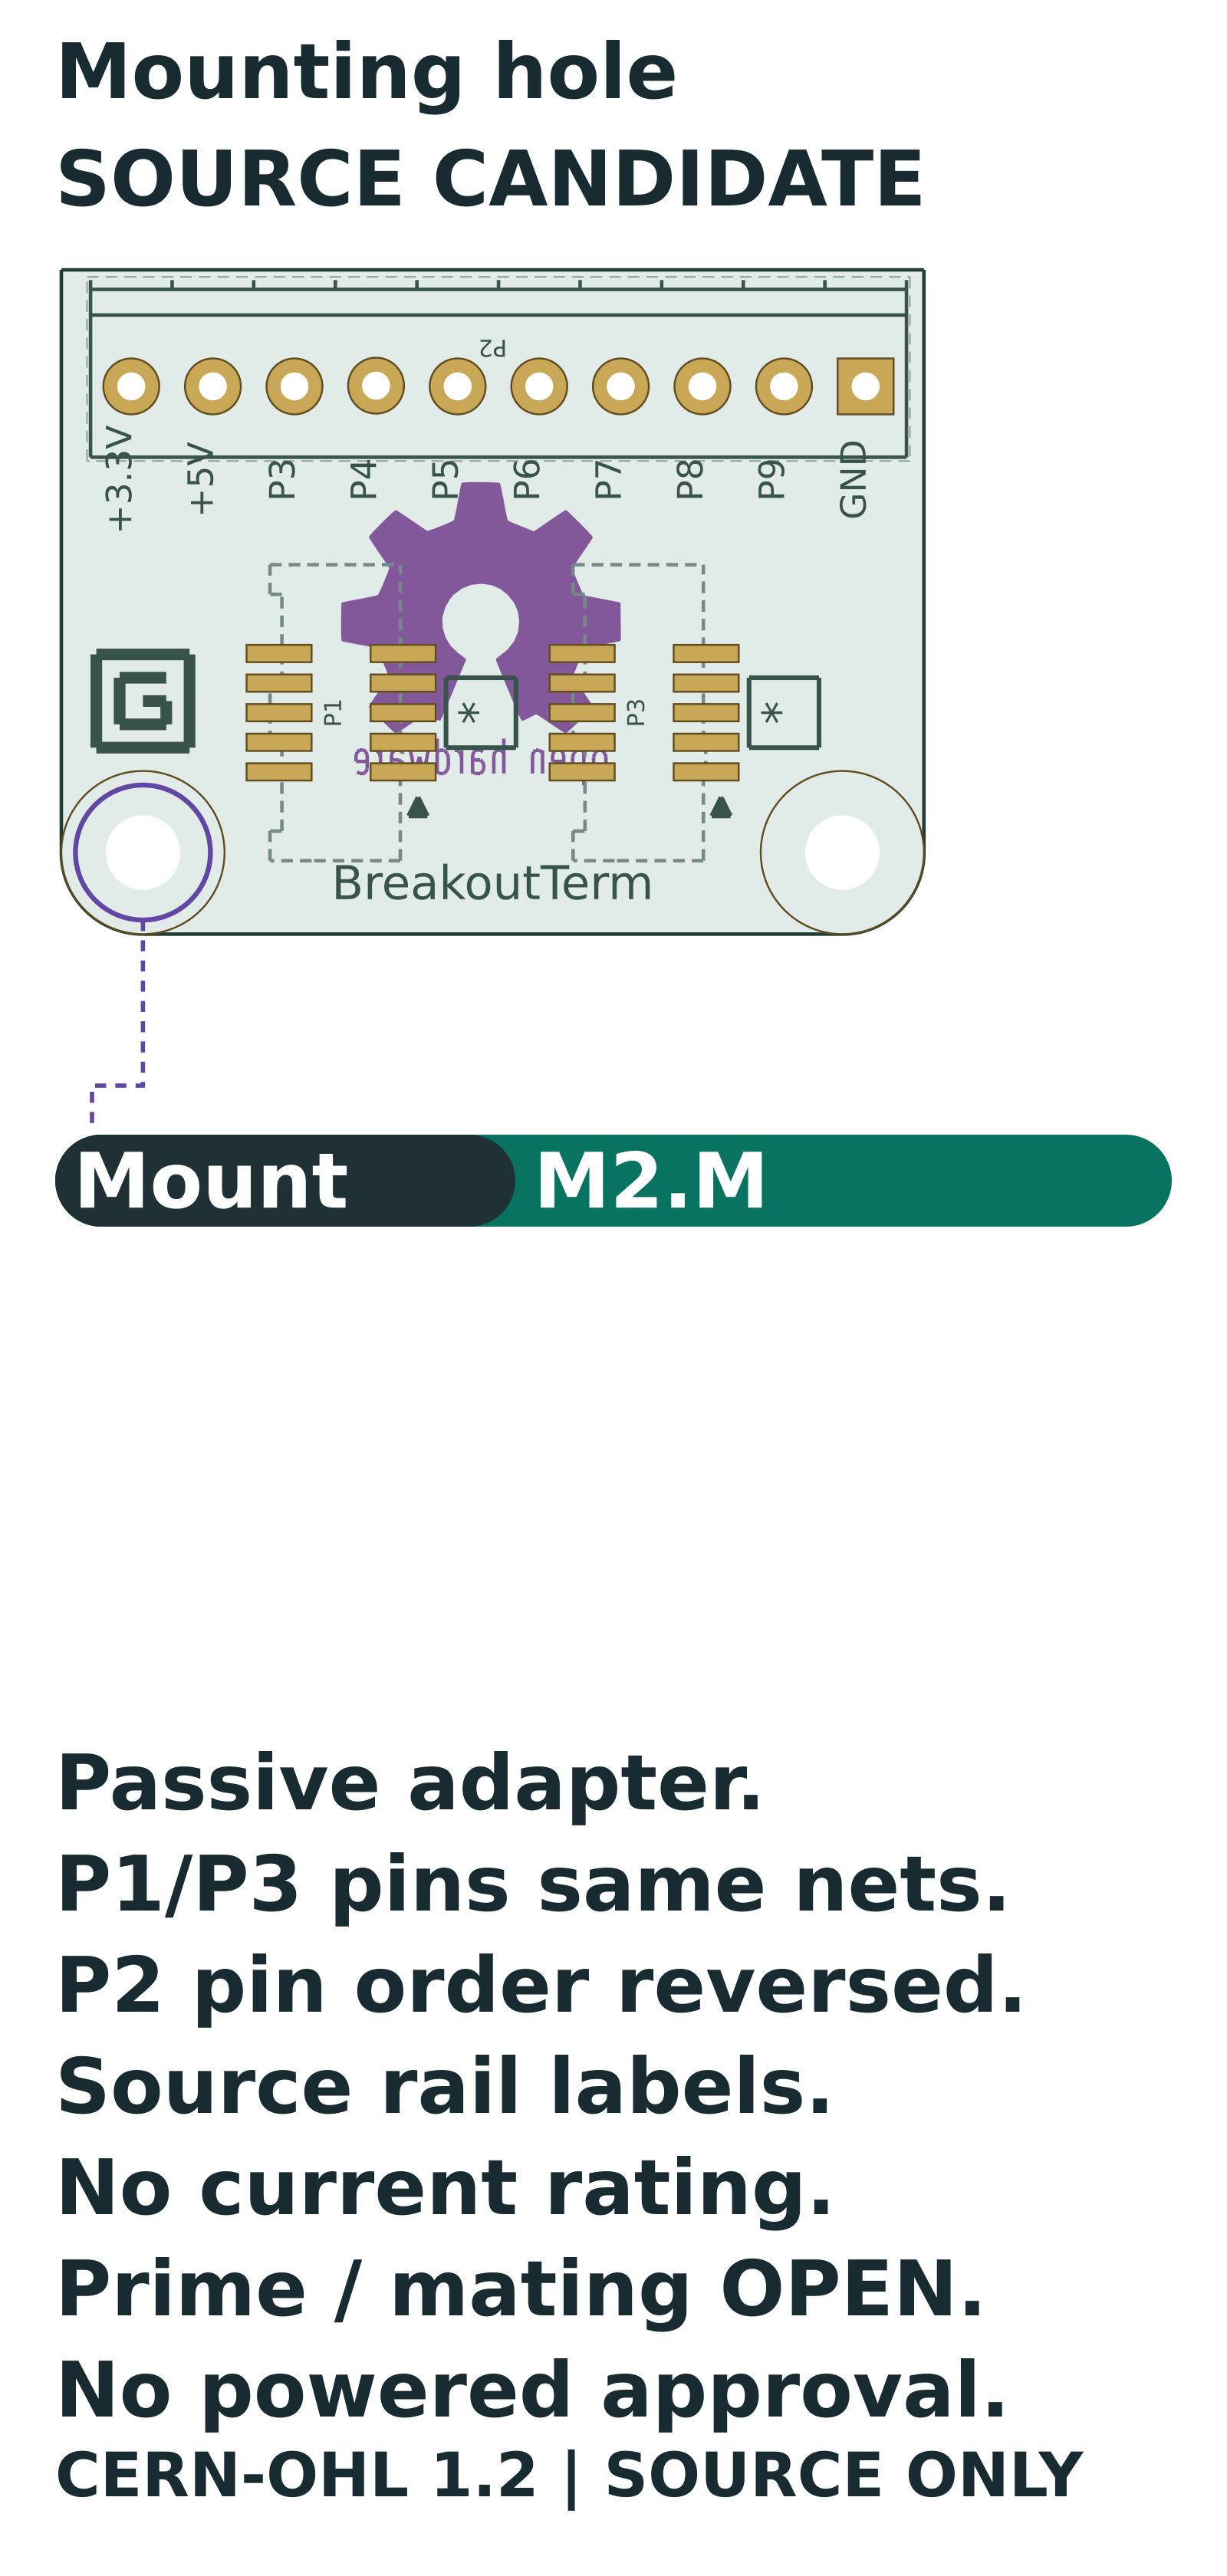 Mounting hole
SOURCE CANDIDATE
P2
+3.3V +5V P3 P4 P5 P6 P7 P8 P9 GND
G
P1 * P3 *
open hardware
BreakoutTerm
Mount M2.M
Passive adapter.
P1/P3 pins same nets.
P2 pin order reversed.
Source rail labels.
No current rating.
Prime / mating OPEN.
No powered approval.
CERN-OHL 1.2 | SOURCE ONLY